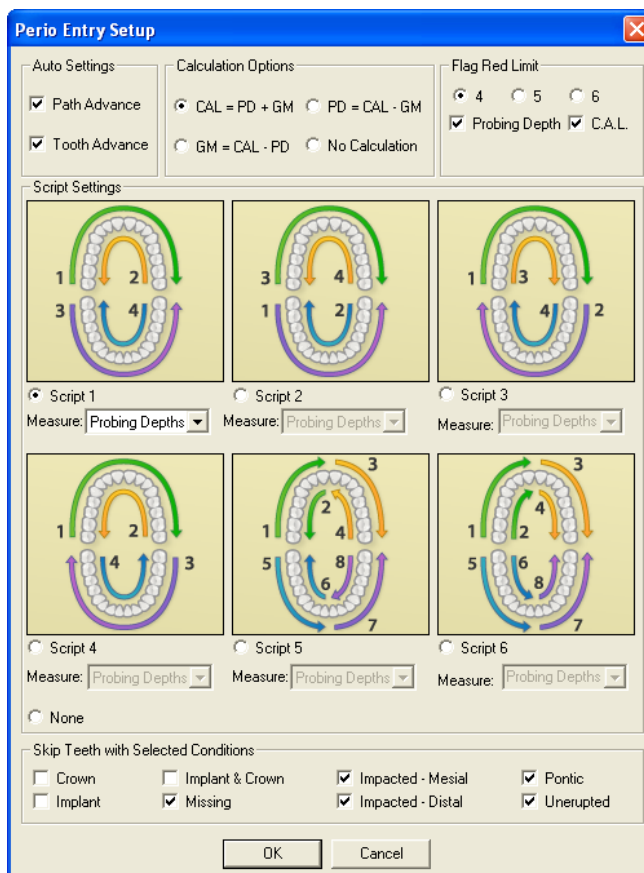 Perio Entry Setup
Auto Settings
Path Advance
Tooth Advance
Calculation Options
CAL = PD + GM
PD = CAL - GM
GM = CAL - PD
No Calculation
Flag Red Limit
4 5 6
Probing Depth C.A.L.
Script Settings
1 2
3 4
Script 1
Measure: Probing Depths
3 4
1 2
Script 2
Measure: Probing Depths
1 3
4 2
Script 3
Measure: Probing Depths
1 2
4 3
Script 4
Measure: Probing Depths
3
1 2 4
5 8
6
7
Script 5
Measure: Probing Depths
3
4
1 2
5 6
8
7
Script 6
Measure: Probing Depths
None
Skip Teeth with Selected Conditions
Crown Implant & Crown Impacted - Mesial Pontic
Implant Missing Impacted - Distal Unerupted
OK Cancel